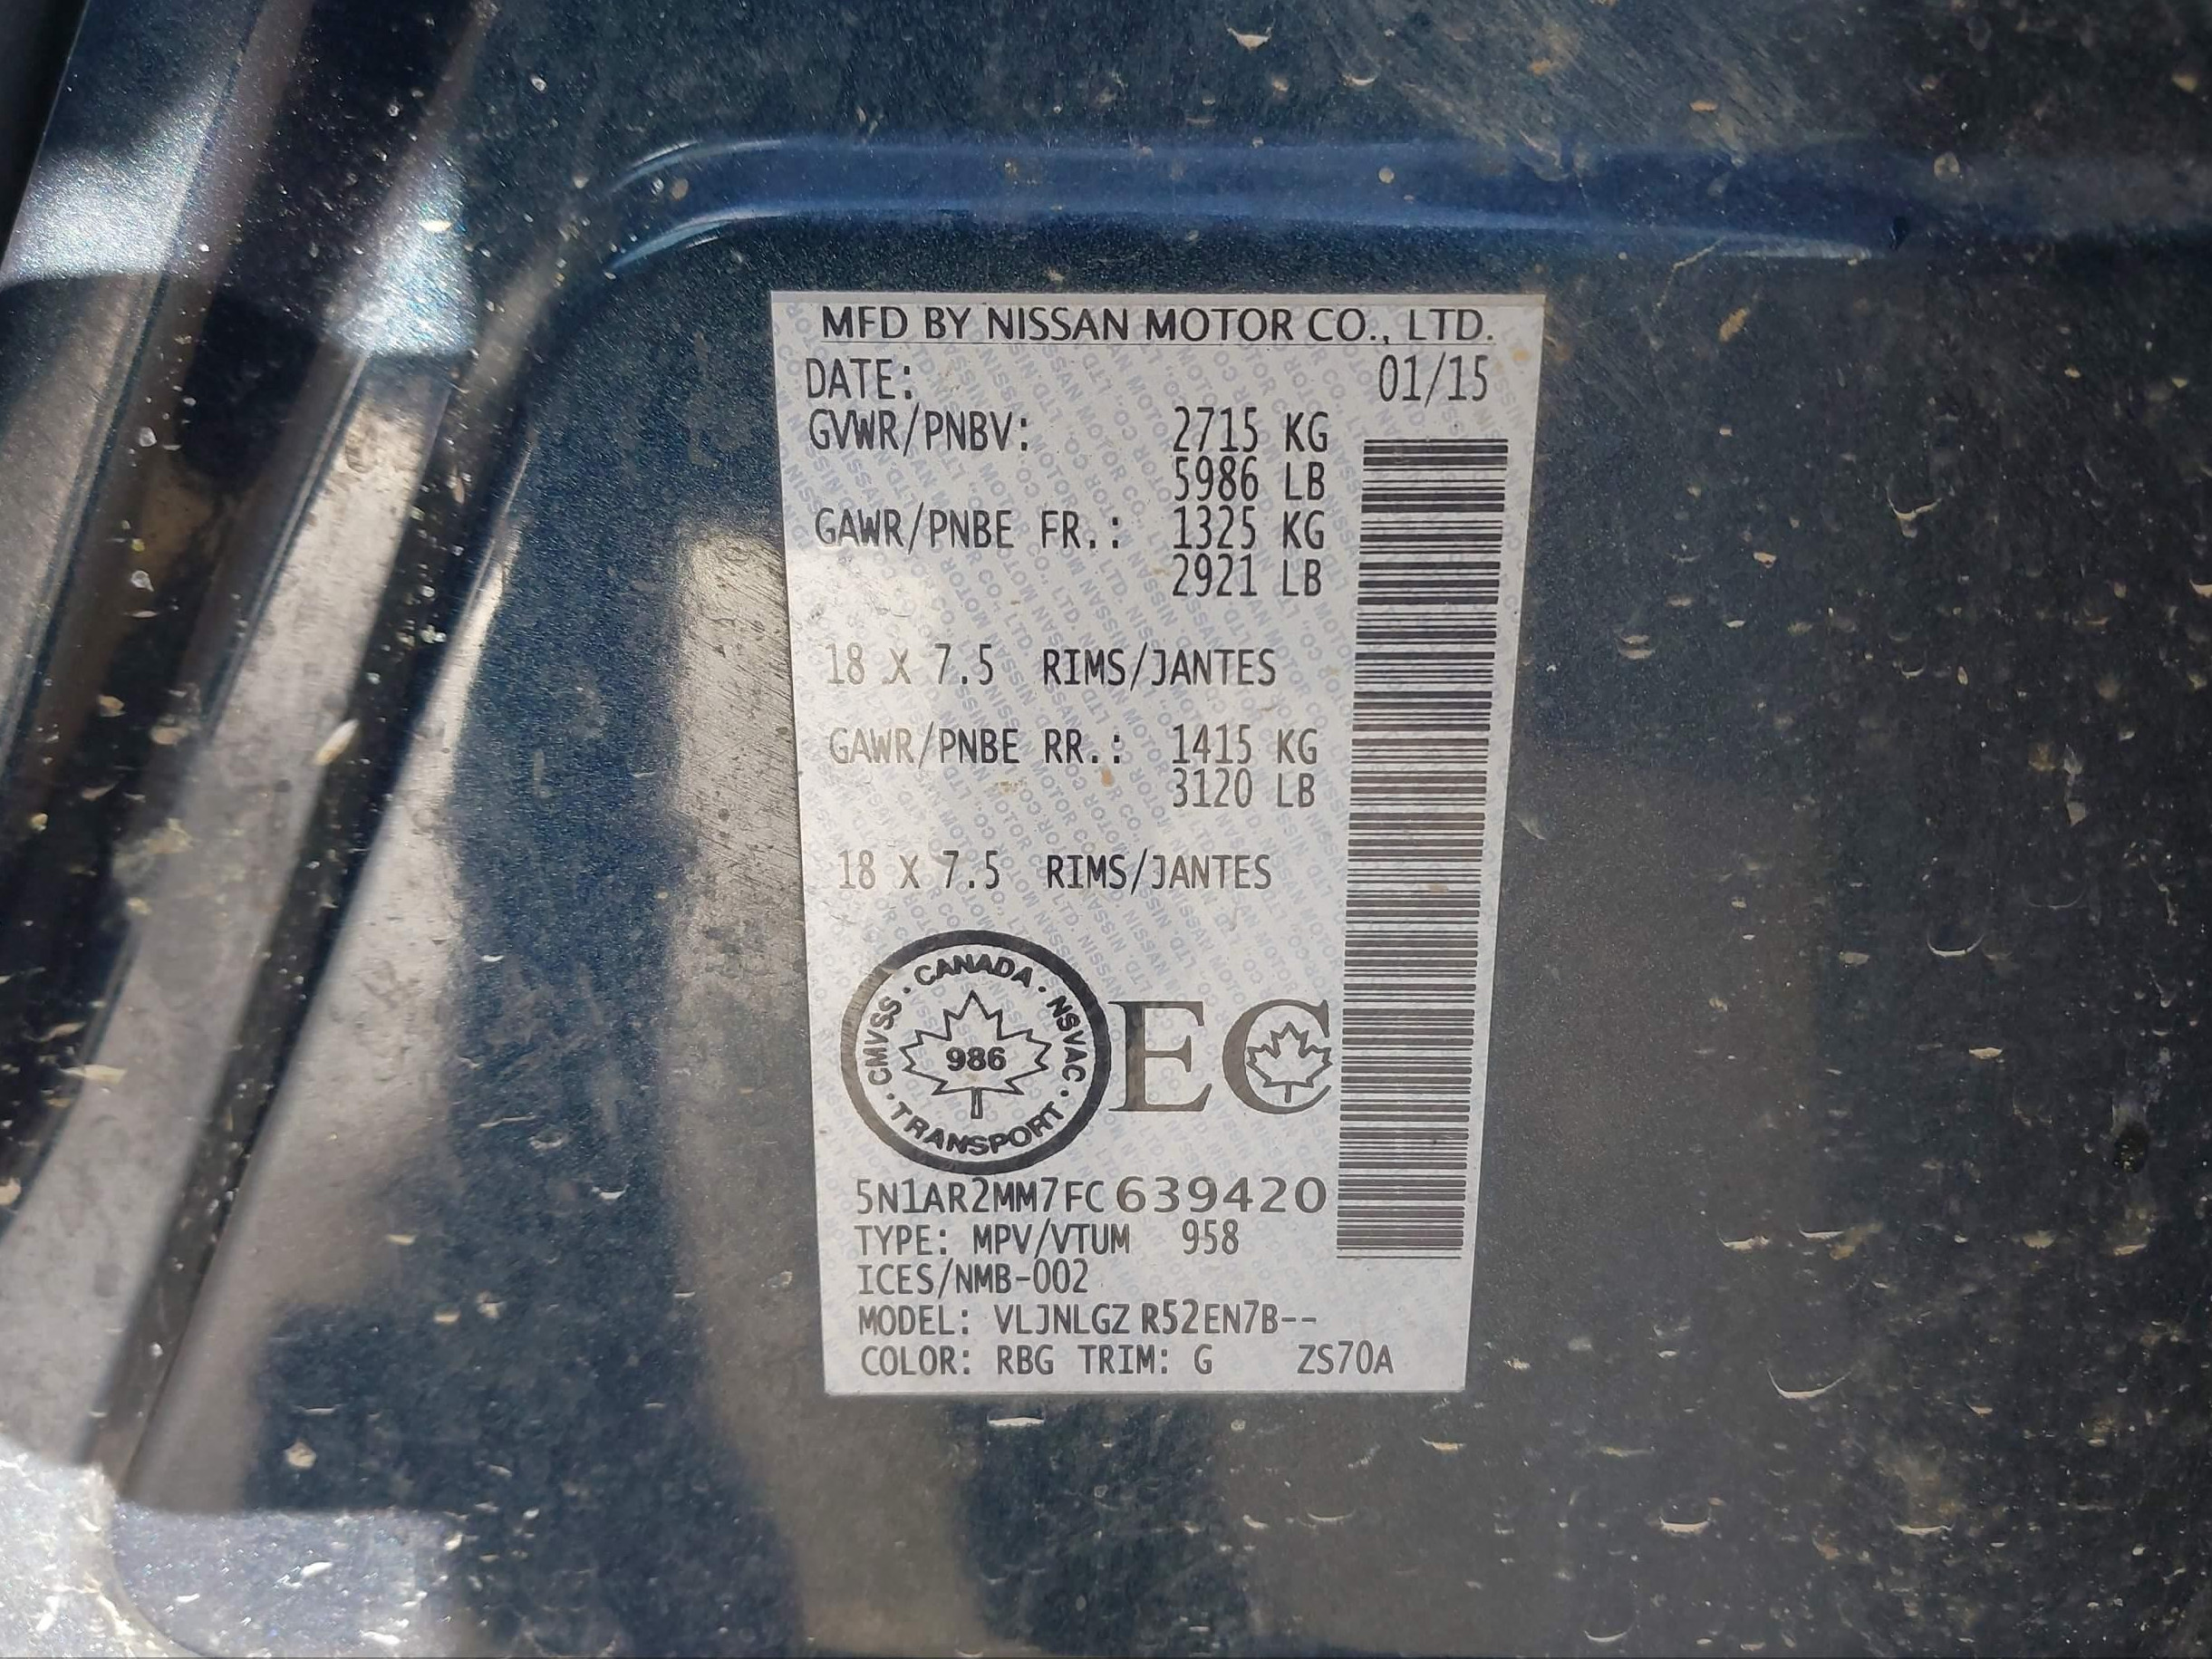 MFD BY NISSAN MOTOR CO., LTD.
DATE: 01/15
GVWR/PNBV: 2715 KG
5986 LB
GAWR/PNBE FR.: 1325 KG
2921 LB
18 X 7.5 RIMS/JANTES
GAWR/PNBE RR.: 1415 KG
3120 LB
18 X 7.5 RIMS/JANTES
CMVSS · CANADA · NSVAC · TRANSPORT ·
986
EC
5N1AR2MM7FC639420
TYPE: MPV/VTUM 958
ICES/NMB-002
MODEL: VLJNLGZ R52EN7B--
COLOR: RBG TRIM: G ZS70A